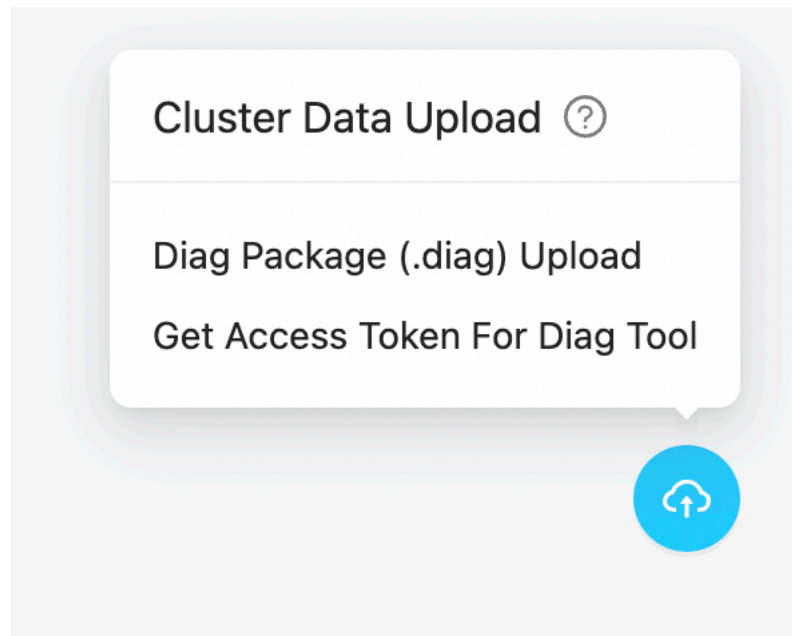 Cluster Data Upload ?
Diag Package (.diag) Upload
Get Access Token For Diag Tool